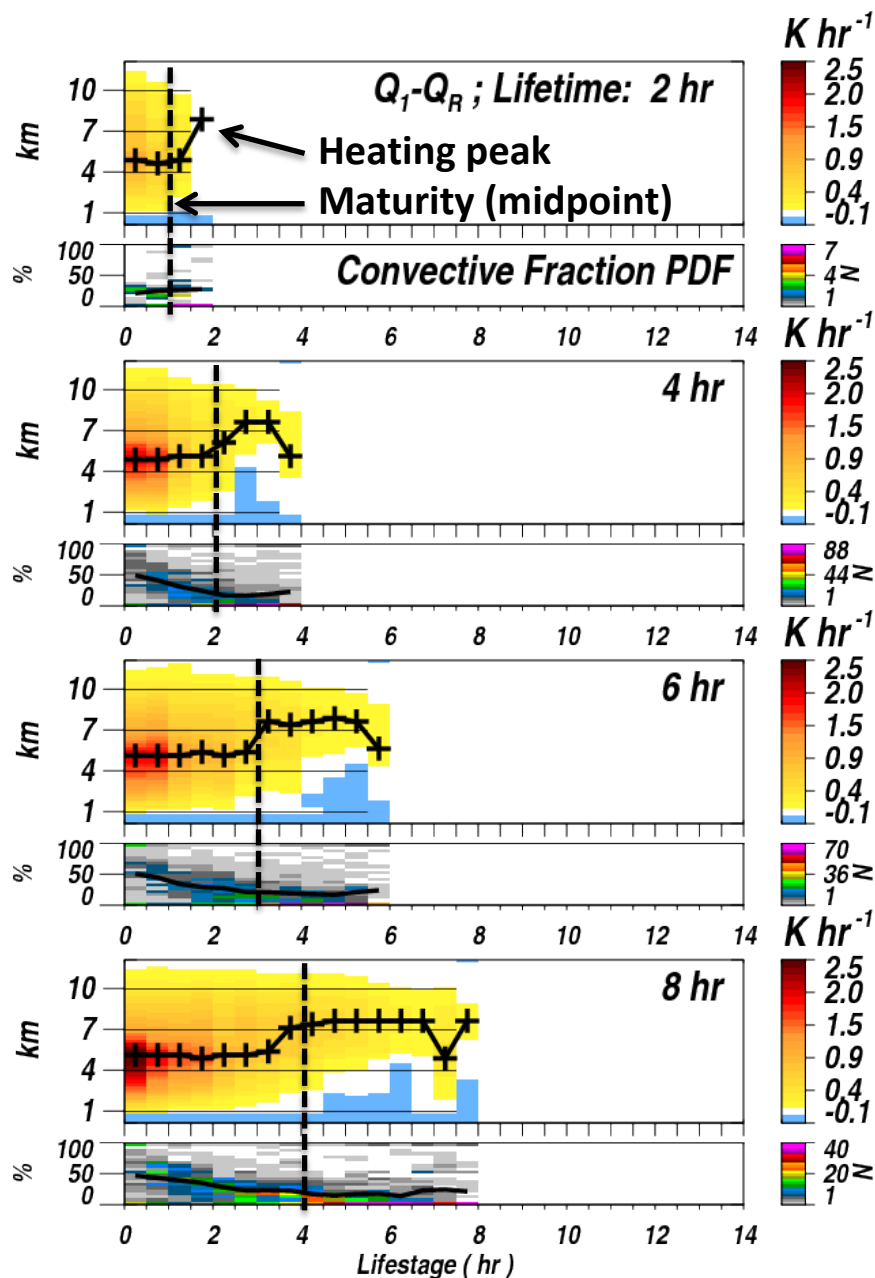 K hr-1
Q1-QR ; Lifetime: 2 hr
km
10
7
4
1
Heating peak
Maturity (midpoint)
2.5
2.0
1.5
0.9
0.4
-0.1
%
100
50
0
Convective Fraction PDF
7
4
1
N
0 2 4 6 8 10 12 14
K hr-1
4 hr
km
10
7
4
1
2.5
2.0
1.5
0.9
0.4
-0.1
%
100
50
0
88
44
1
N
0 2 4 6 8 10 12 14
K hr-1
6 hr
km
10
7
4
1
2.5
2.0
1.5
0.9
0.4
-0.1
%
100
50
0
70
36
1
N
0 2 4 6 8 10 12 14
K hr-1
8 hr
km
10
7
4
1
2.5
2.0
1.5
0.9
0.4
-0.1
%
100
50
0
40
20
1
N
0 2 4 6 8 10 12 14
Lifestage ( hr )